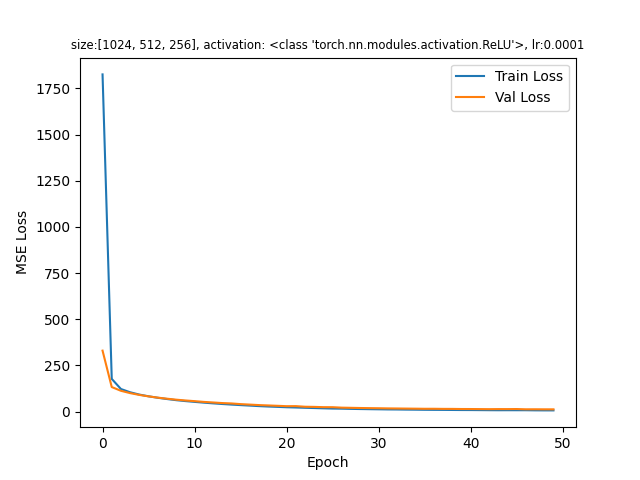 size:[1024, 512, 256], activation: <class 'torch.nn.modules.activation.ReLU'>, lr:0.0001
Train Loss
Val Loss
1750
1500
1250
1000
750
500
250
0
MSE Loss
0 10 20 30 40 50
Epoch